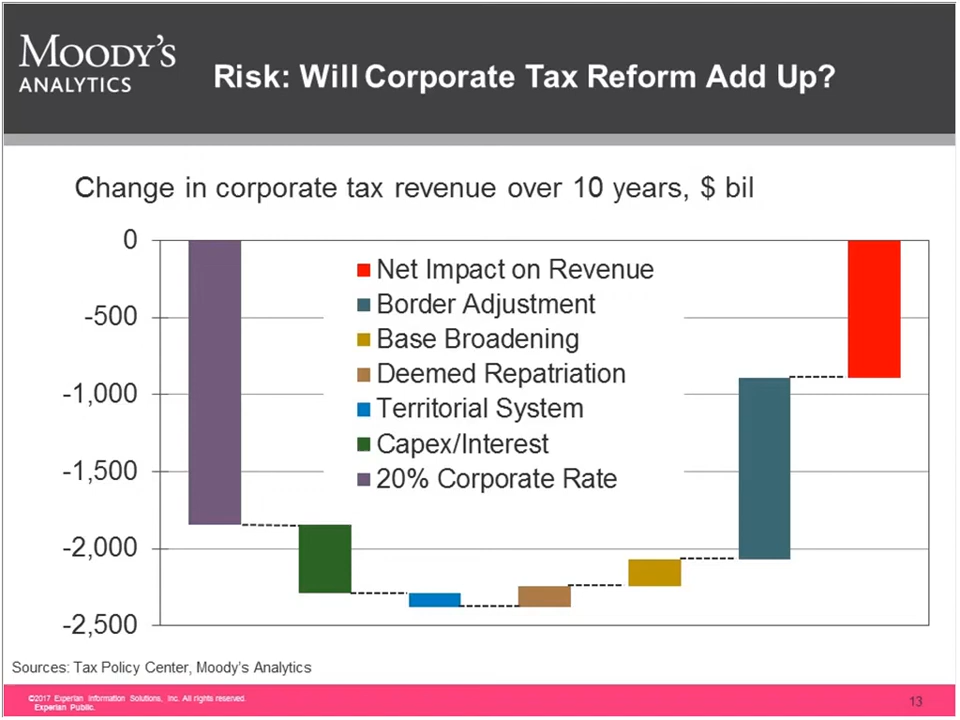 MOODY'S
ANALYTICS
Risk: Will Corporate Tax Reform Add Up?
Change in corporate tax revenue over 10 years, $ bil
0
-500
-1,000
-1,500
-2,000
-2,500
Net Impact on Revenue
Border Adjustment
Base Broadening
Deemed Repatriation
Territorial System
Capex/Interest
20% Corporate Rate
Sources: Tax Policy Center, Moody's Analytics
©2017 Experian Information Solutions, Inc. All rights reserved.
Experian Public.
13